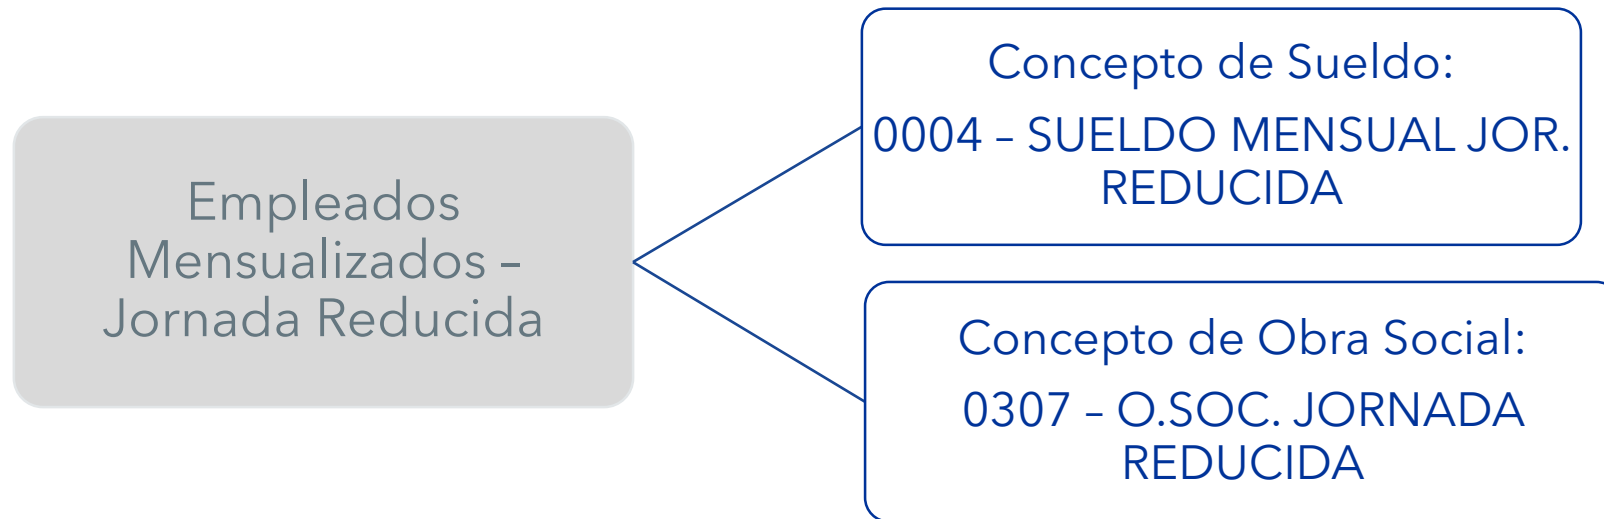 Empleados
Mensualizados –
Jornada Reducida
Concepto de Sueldo:
0004 – SUELDO MENSUAL JOR.
REDUCIDA
Concepto de Obra Social:
0307 – O.SOC. JORNADA
REDUCIDA